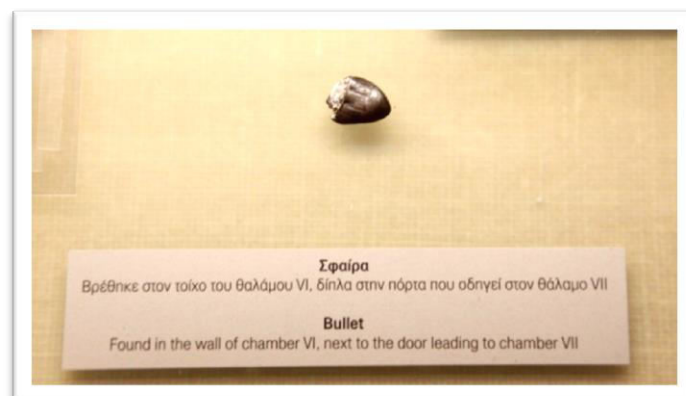 Σφαίρα
Βρέθηκε στον τοίχο του θαλάμου VI, δίπλα στην πόρτα που οδηγεί στον θάλαμο VII
Bullet
Found in the wall of chamber VI, next to the door leading to chamber VII